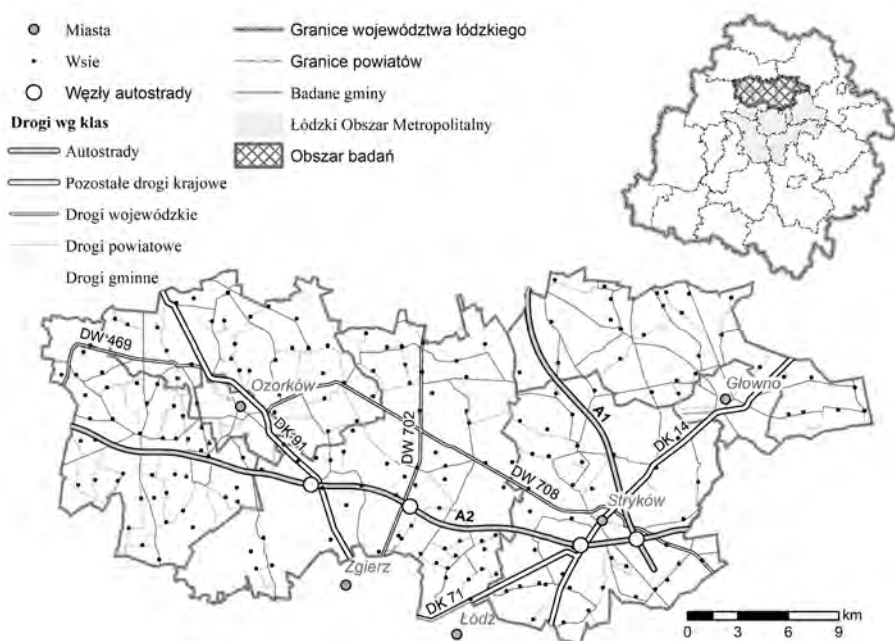 Miasta
Wsie
Węzły autostrady
Drogi wg klas
Autostrady
Pozostałe drogi krajowe
Drogi wojewódzkie
Drogi powiatowe
Drogi gminne
Granice województwa łódzkiego
Granice powiatów
Badane gminy
Łódzki Obszar Metropolitalny
Obszar badań
DW 469
Ozorków
DK 91
DW 702
A1
Głowno
DK 14
DW 708
Stryków
A2
Zgierz
DK 71
Łódź
km
0 3 6 9